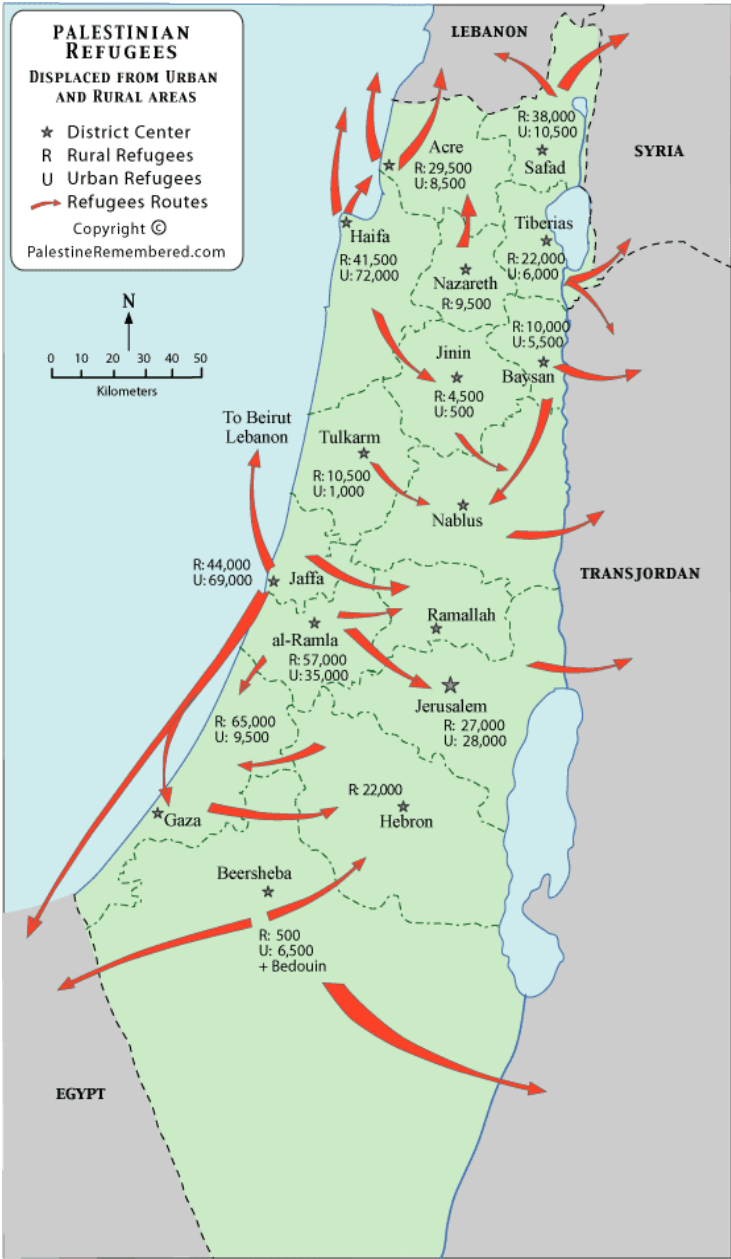 PALESTINIAN
REFUGEES
DISPLACED FROM URBAN
AND RURAL AREAS
District Center
R Rural Refugees
U Urban Refugees
Refugees Routes
Copyright ©
PalestineRemembered.com
N
0 10 20 30 40 50
Kilometers
LEBANON
SYRIA
TRANSJORDAN
EGYPT
R: 38,000
U: 10,500
Safad
Acre
R: 29,500
U: 8,500
Haifa
R: 41,500
U: 72,000
Tiberias
R: 22,000
U: 6,000
Nazareth
R: 9,500
R: 10,000
U: 5,500
Baysan
Jinin
R: 4,500
U: 500
To Beirut
Lebanon
Tulkarm
R: 10,500
U: 1,000
Nablus
R: 44,000
U: 69,000
Jaffa
Ramallah
al-Ramla
R: 57,000
U: 35,000
Jerusalem
R: 27,000
U: 28,000
R: 65,000
U: 9,500
Gaza
R: 22,000
Hebron
Beersheba
R: 500
U: 6,500
+ Bedouin